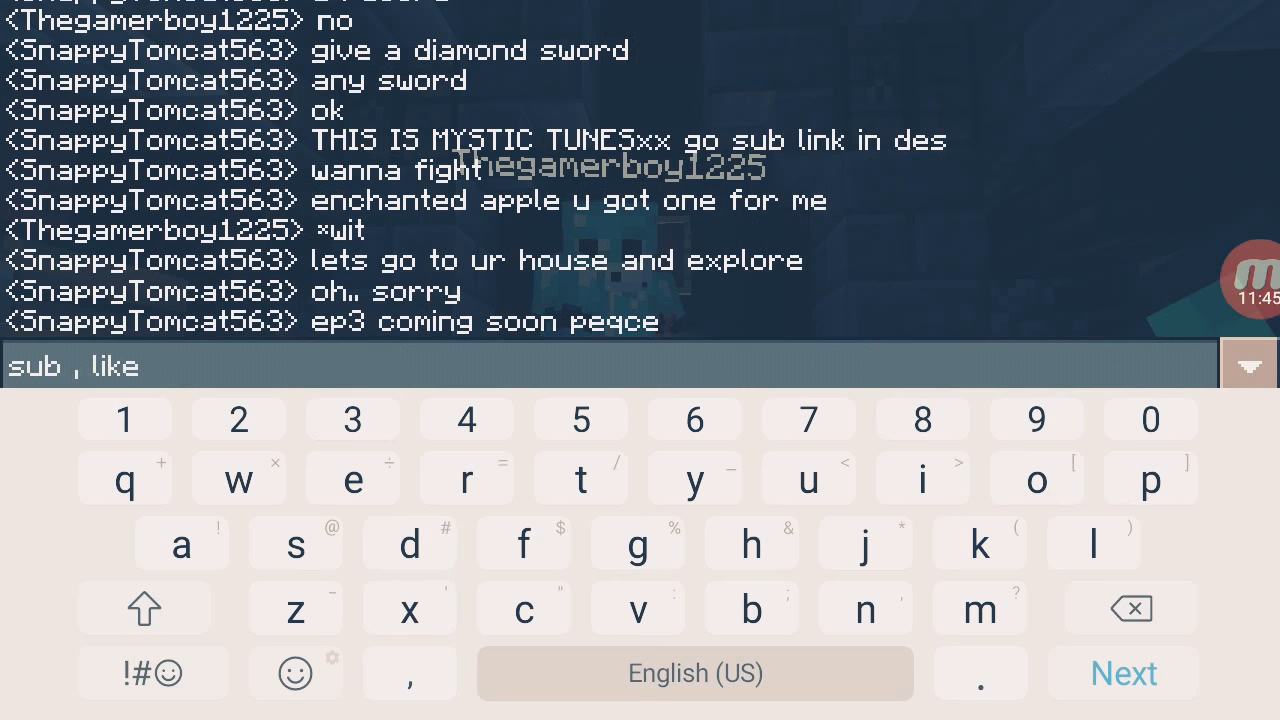 <Thegamerboy1225> no
<SnappyTomcat563> give a diamond sword
<SnappyTomcat563> any sword
<SnappyTomcat563> ok
<SnappyTomcat563> THIS IS MYSTIC TUNESxx go sub link in des
Thegamerboy1225
<SnappyTomcat563> wanna fight
<SnappyTomcat563> enchanted apple u got one for me
<Thegamerboy1225> *wit
<SnappyTomcat563> lets go to ur house and explore
<SnappyTomcat563> oh.. sorry
11:45
<SnappyTomcat563> ep3 coming soon peqce
sub , like
1 2 3 4 5 6 7 8 9 0
q + w × e ÷ r = t / y _ u < i > o [ p ]
a ! s @ d # f $ g % h & j * k ( l )
z - x ' c " v : b ; n , m ?
!#☺ , English (US) . Next